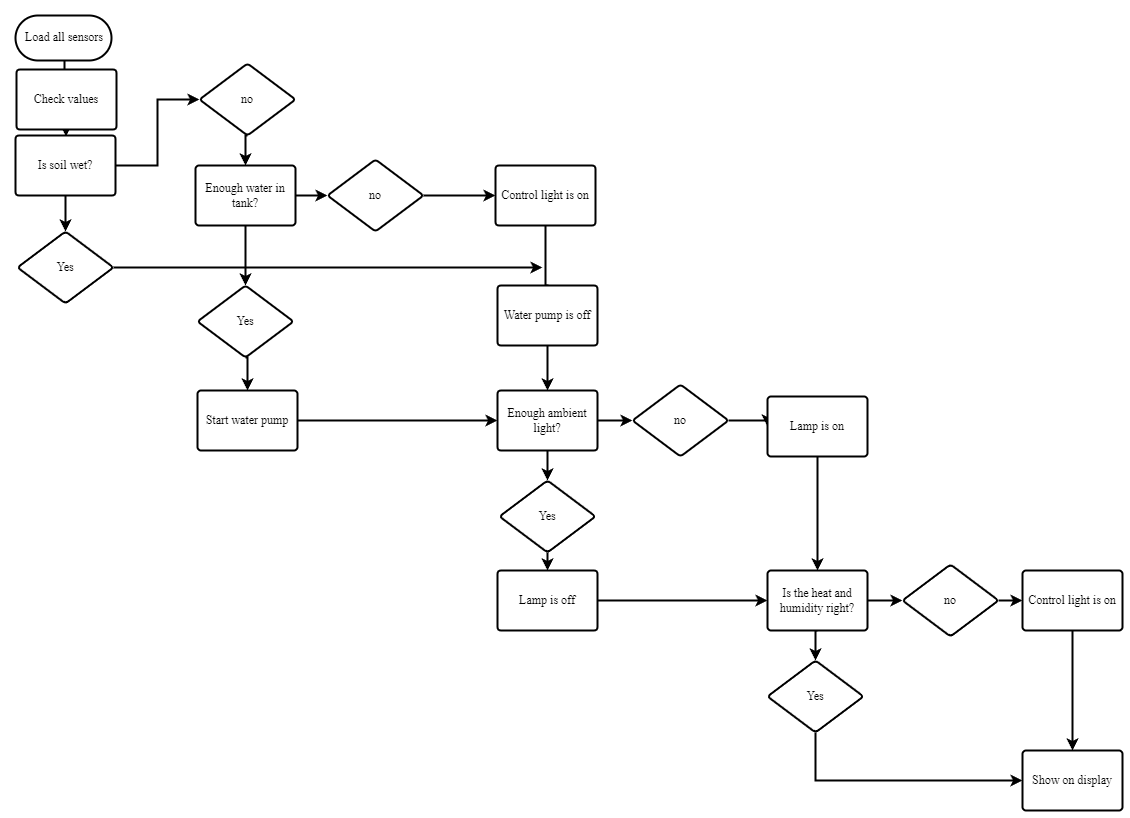 Load all sensors
Check values
no
Is soil wet?
Enough water in
tank?
no
Control light is on
Yes
Yes
Water pump is off
Start water pump
Enough ambient
light?
no
Lamp is on
Yes
Lamp is off
Is the heat and
humidity right?
no
Control light is on
Yes
Show on display